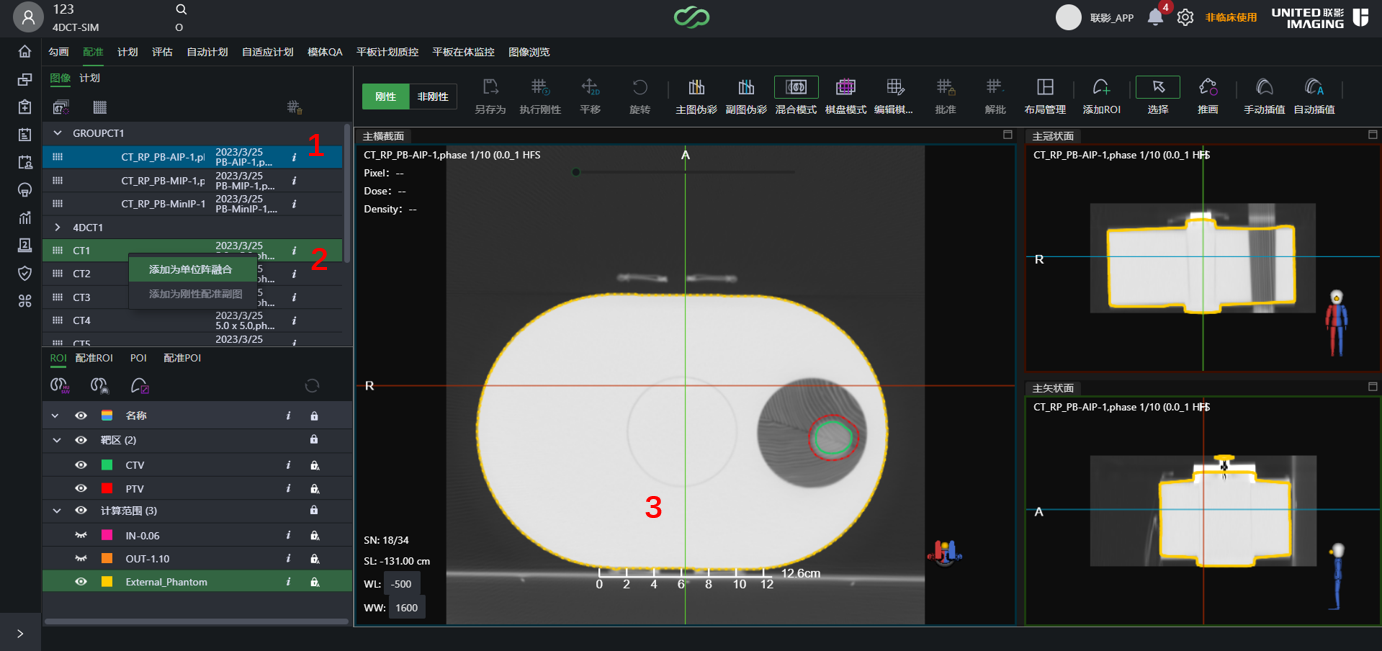 123
4DCT-SIM
O
联影_APP
4
非临床使用
UNITED 联影
IMAGING
勾画 配准 计划 评估 自动计划 自适应计划 模体QA 平板计划质控 平板在体监控 图像浏览
图像 计划
刚性 非刚性
另存为 执行刚性 平移 旋转 主图伪彩 副图伪彩 混合模式 棋盘模式 编辑棋... 批准 解批 布局管理 添加ROI 选择 推画 手动插值 自动插值
GROUPCT1
1
CT_RP_PB-AIP-1,pl 2023/3/25 i
PB-AIP-1,p...
CT_RP_PB-MIP-1,p 2023/3/25 i
PB-MIP-1,p...
CT_RP_PB-MinIP-1 2023/3/25 i
PB-MinIP-1,...
4DCT1
2
CT1 2023/3/25 i
添加为单位阵融合
CT2 i
添加为刚性配准副图
CT3 i
CT4 2023/3/25 i
5.0 x 5.0,ph...
CT5 2023/3/25 i
ROI 配准ROI POI 配准POI
名称 i
靶区 (2)
CTV i
PTV i
计算范围 (3)
IN-0.06 i
OUT-1.10 i
External_Phantom i
主横截面
CT_RP_PB-AIP-1,phase 1/10 (0.0_1 HFS
A
Pixel: --
Dose: --
Density: --
R
3
SN: 18/34
SL: -131.00 cm
WL: -500
WW: 1600
12.6cm
0 2 4 6 8 10 12
主冠状面
CT_RP_PB-AIP-1,phase 1/10 (0.0_1 HFS
R
主矢状面
CT_RP_PB-AIP-1,phase 1/10 (0.0_1 HFS
A